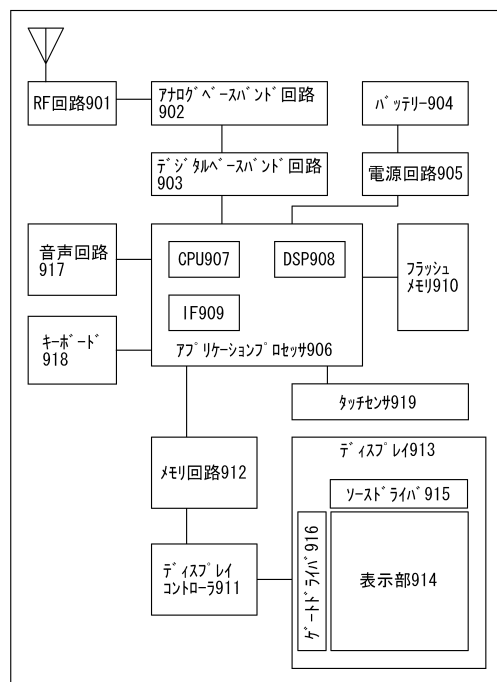 RF回路901
アナログベースバンド回路
902
バッテリー904
デジタルベースバンド回路
903
電源回路905
音声回路
917
CPU907
DSP908
フラッシュ
メモリ910
IF909
キーボード
918
アプリケーションプロセッサ906
タッチセンサ919
メモリ回路912
ディスプレイ913
ソースドライバ915
ゲートドライバ916
表示部914
ディスプレイ
コントローラ911